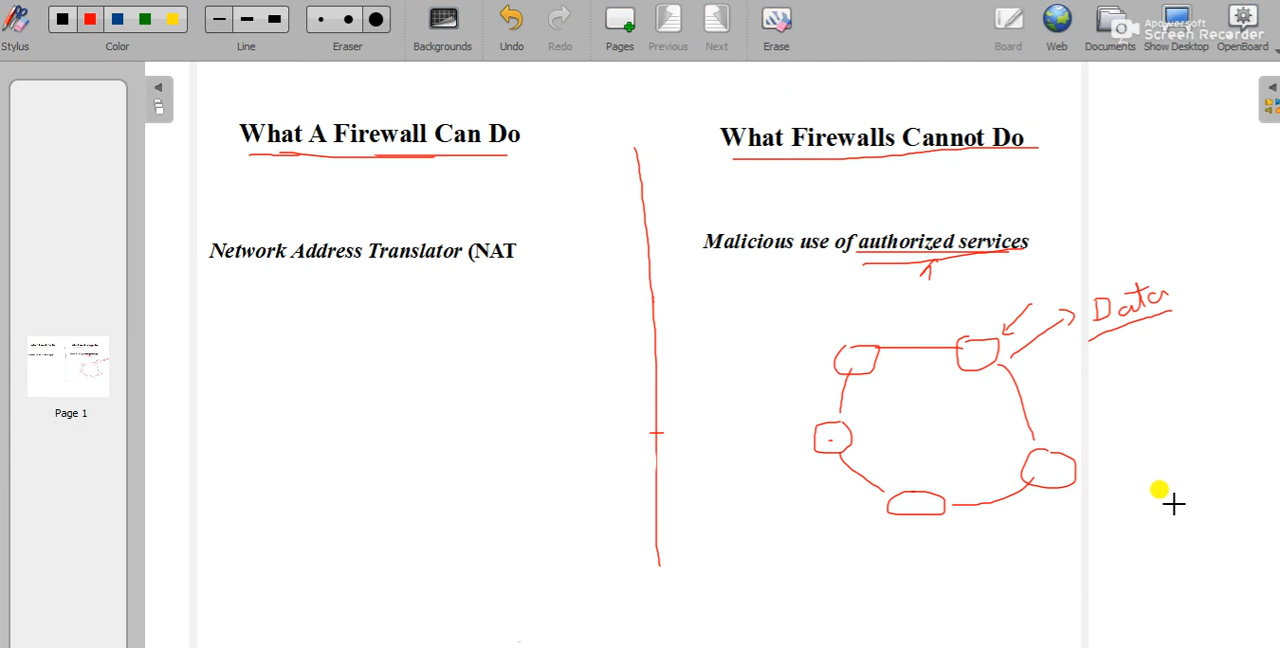 Apowersoft
Screen Recorder
Stylus Color Line Eraser Backgrounds Undo Redo Pages Previous Next Erase Board Web Documents Show Desktop OpenBoard
What A Firewall Can Do
What Firewalls Cannot Do
Network Address Translator (NAT
Malicious use of authorized services
Data
Page 1